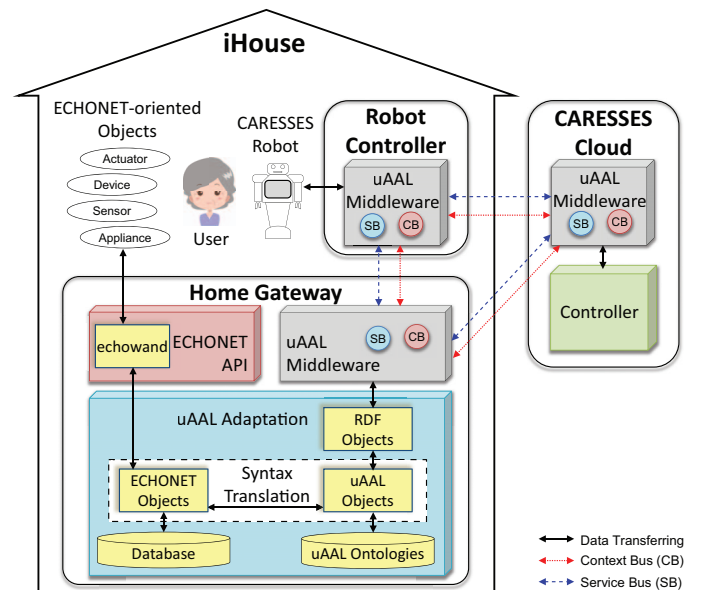 iHouse
ECHONET-oriented
Objects
Actuator
Device
Sensor
Appliance
User
CARESSES
Robot
Robot
Controller
uAAL
Middleware
SB
CB
CARESSES
Cloud
uAAL
Middleware
SB
CB
Controller
Home Gateway
echowand
ECHONET
API
uAAL
Middleware
SB
CB
uAAL Adaptation
RDF
Objects
ECHONET
Objects
Syntax
Translation
uAAL
Objects
Database
uAAL Ontologies
Data Transferring
Context Bus (CB)
Service Bus (SB)